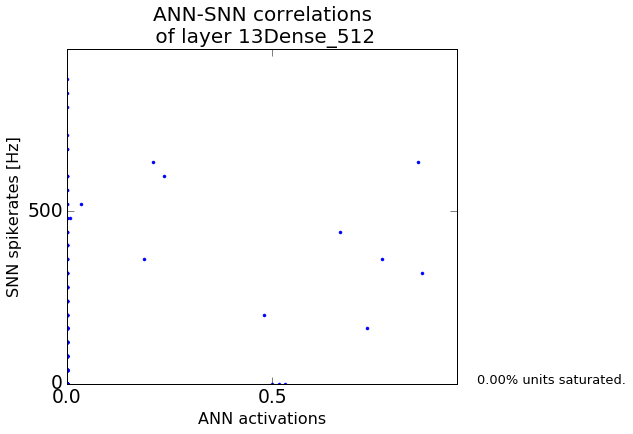 ANN-SNN correlations
of layer 13Dense_512
SNN spikerates [Hz]
500
0
0.0
0.5
ANN activations
0.00% units saturated.